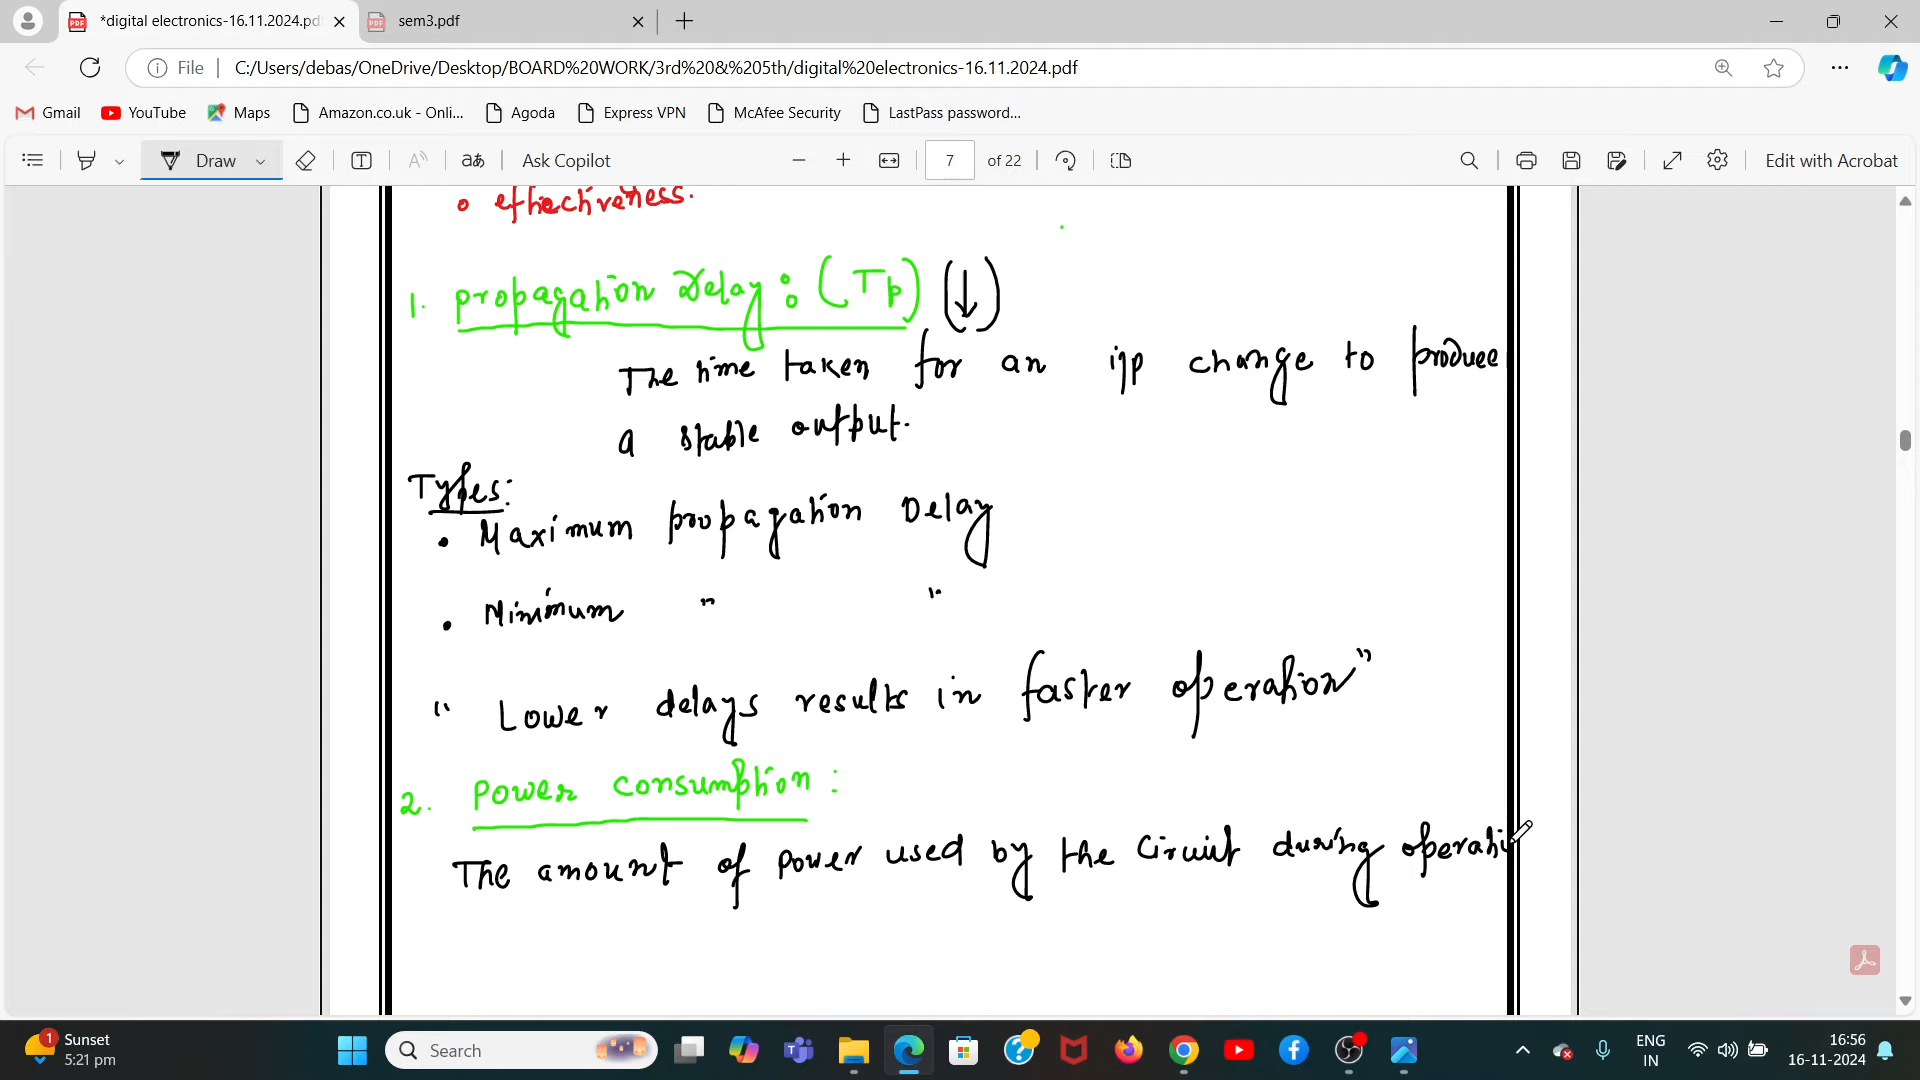 *digital electronics-16.11.2024.pd
sem3.pdf
File
C:/Users/debas/OneDrive/Desktop/BOARD%20WORK/3rd%20&%205th/digital%20electronics-16.11.2024.pdf
Gmail YouTube Maps Amazon.co.uk - Onli... Agoda Express VPN McAfee Security LastPass password...
Draw aあ Ask Copilot 7 of 22 Edit with Acrobat
• effectiveness.
1. propagation Delay : (Tp) (↓)
The time taken for an i/p change to produce
a stable output.
Types:
• Maximum propagation Delay
• Minimum " "
" Lower delays results in faster operation"
2. Power consumption :
The amount of power used by the Circuit during operati
1 Sunset
5:21 pm
Search
ENG
IN
16:56
16-11-2024